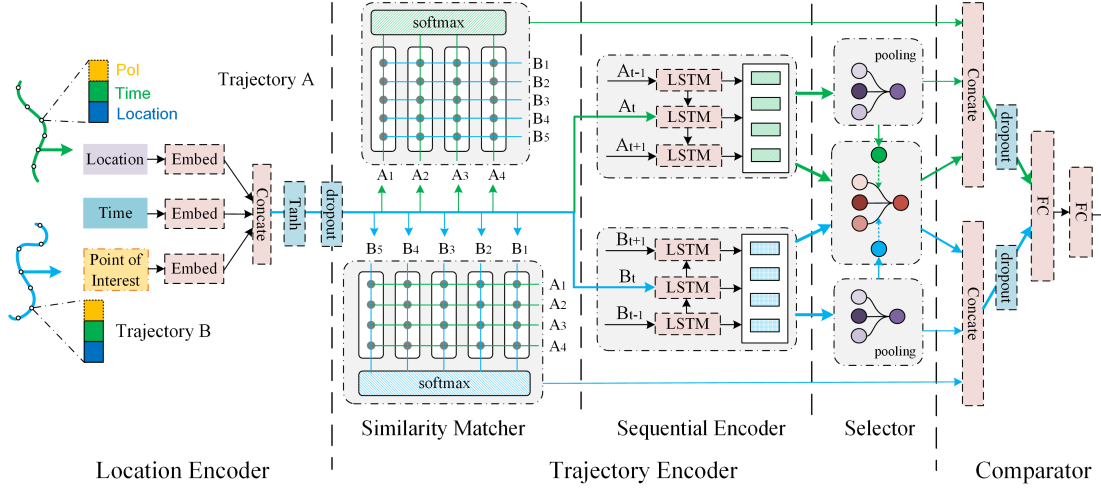 PoI
Time
Location
Trajectory A
Location
Embed
Time
Embed
Point of
Interest
Embed
Concate
Tanh
dropout
Trajectory B
Location Encoder
softmax
B1
B2
B3
B4
B5
A1
A2
A3
A4
B5
B4
B3
B2
B1
A1
A2
A3
A4
softmax
Similarity Matcher
At-1
LSTM
At
LSTM
At+1
LSTM
Bt+1
LSTM
Bt
LSTM
Bt-1
LSTM
Sequential Encoder
pooling
pooling
Selector
Trajectory Encoder
Concate
dropout
Concate
dropout
FC
FC
Comparator